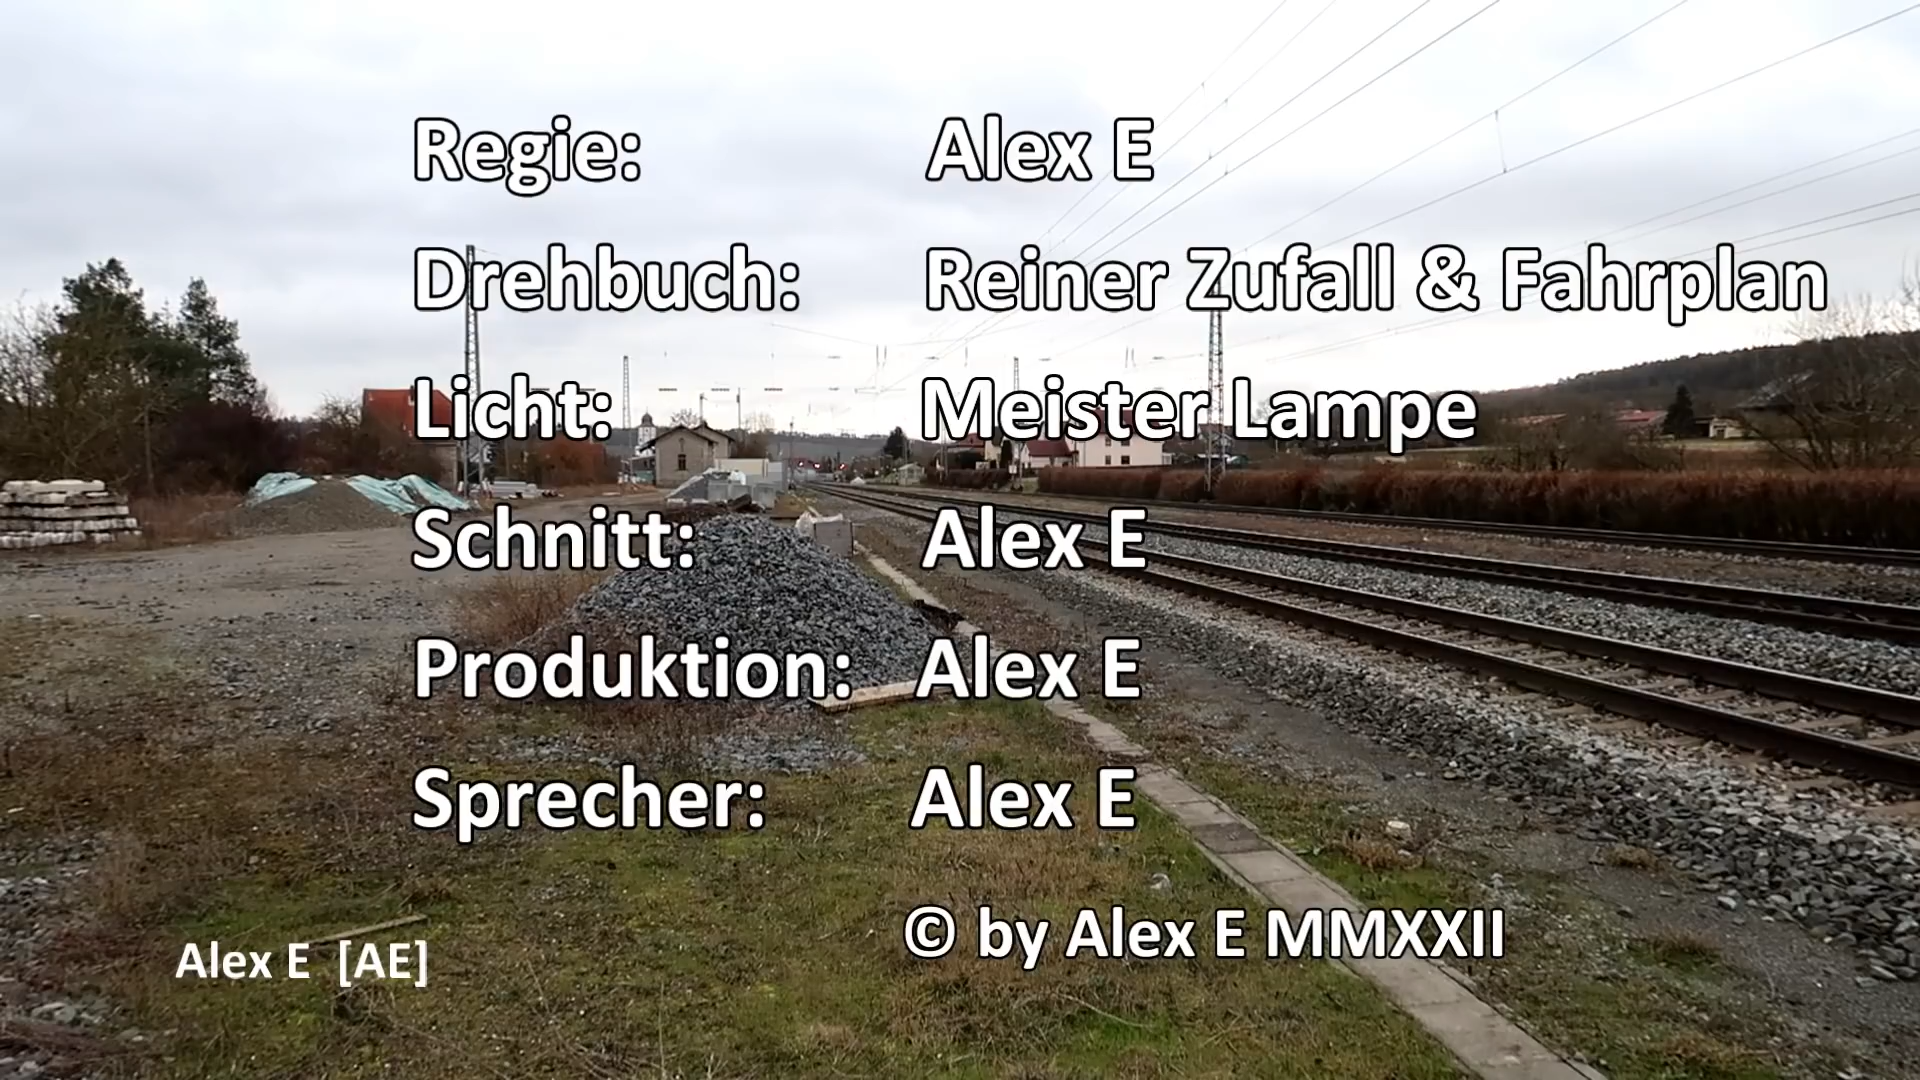 Regie: Alex E
Drehbuch: Reiner Zufall & Fahrplan
Licht: Meister Lampe
Schnitt: Alex E
Produktion: Alex E
Sprecher: Alex E
© by Alex E MMXXII
Alex E [AE]